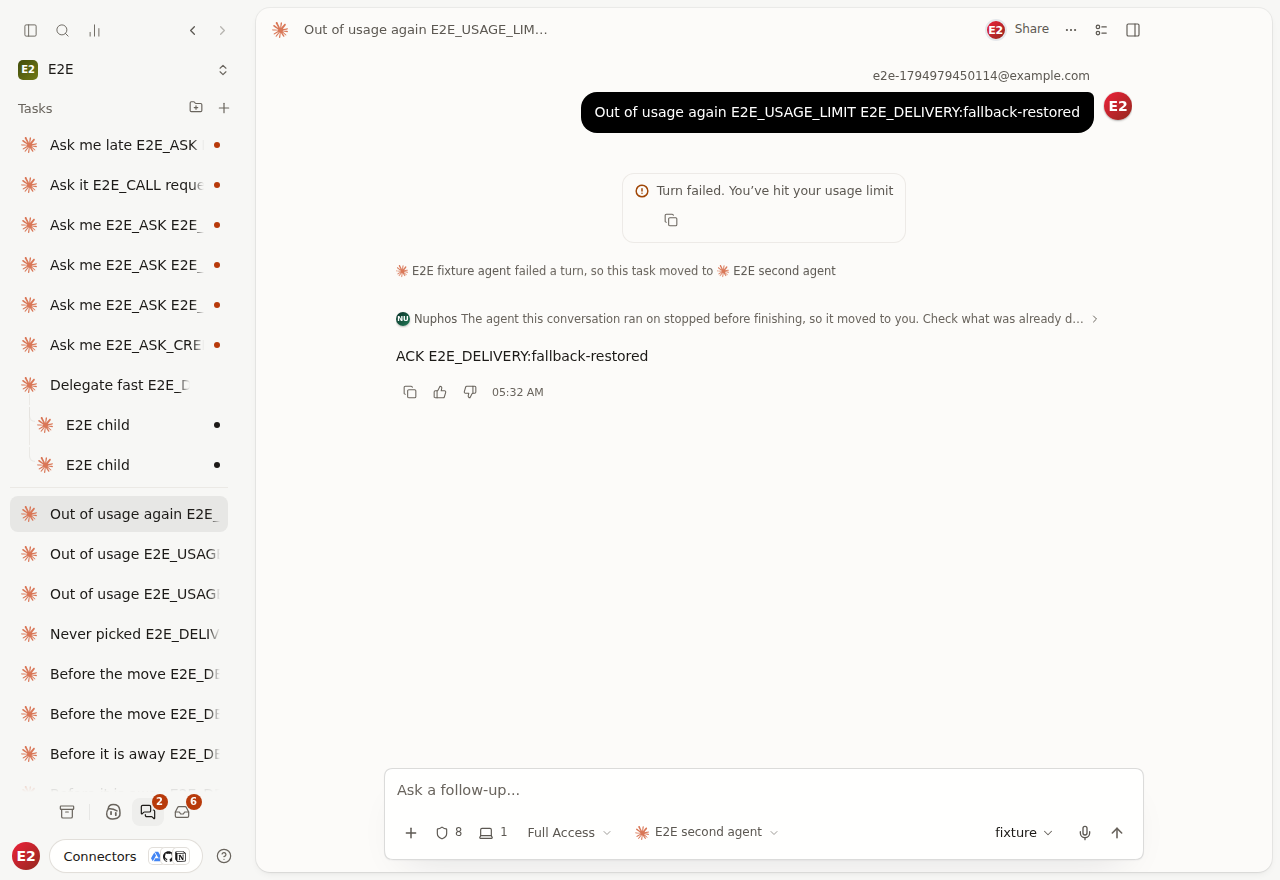 Out of usage again E2E_USAGE_LIM…
E2 Share
E2 E2E
Tasks
Ask me late E2E_ASK
Ask it E2E_CALL reque
Ask me E2E_ASK E2E_
Ask me E2E_ASK E2E_
Ask me E2E_ASK E2E_
Ask me E2E_ASK_CRE
Delegate fast E2E_D
E2E child
E2E child
Out of usage again E2E_
Out of usage E2E_USAG
Out of usage E2E_USAG
Never picked E2E_DELIV
Before the move E2E_DE
Before the move E2E_DE
Before it is away E2E_DE
2 6
E2 Connectors
e2e-1794979450114@example.com
Out of usage again E2E_USAGE_LIMIT E2E_DELIVERY:fallback-restored
E2
Turn failed. You’ve hit your usage limit
E2E fixture agent failed a turn, so this task moved to E2E second agent
NU Nuphos The agent this conversation ran on stopped before finishing, so it moved to you. Check what was already d…
ACK E2E_DELIVERY:fallback-restored
05:32 AM
Ask a follow-up...
8 1 Full Access E2E second agent fixture